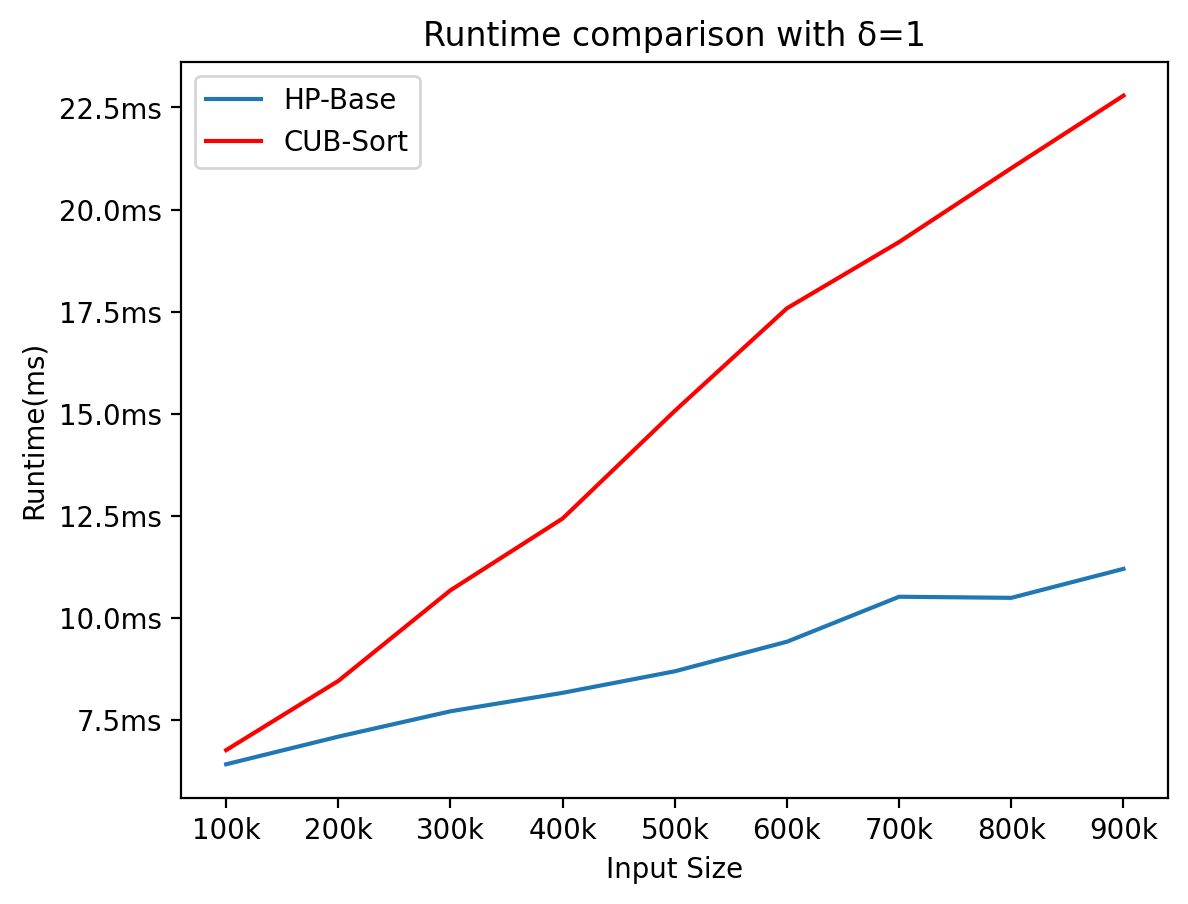 Runtime comparison with δ=1
HP-Base
CUB-Sort
22.5ms
20.0ms
17.5ms
15.0ms
12.5ms
10.0ms
7.5ms
Runtime(ms)
100k 200k 300k 400k 500k 600k 700k 800k 900k
Input Size